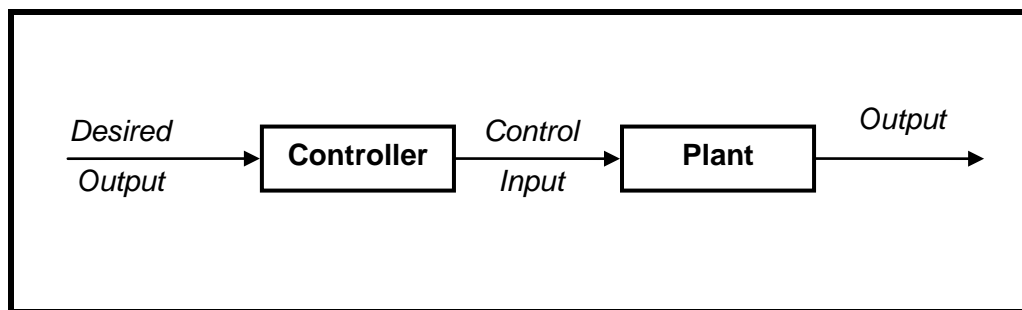 Desired
Output
Controller
Control
Input
Plant
Output